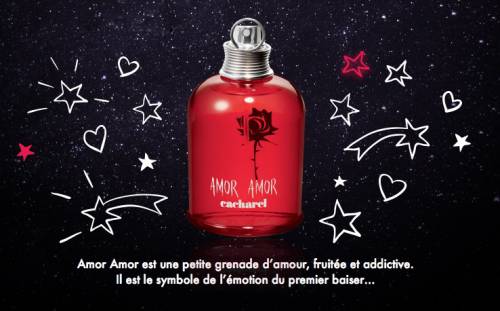 AMOR AMOR
cacharel
Amor Amor est une petite grenade d'amour, fruitée et addictive.
Il est le symbole de l'émotion du premier baiser...